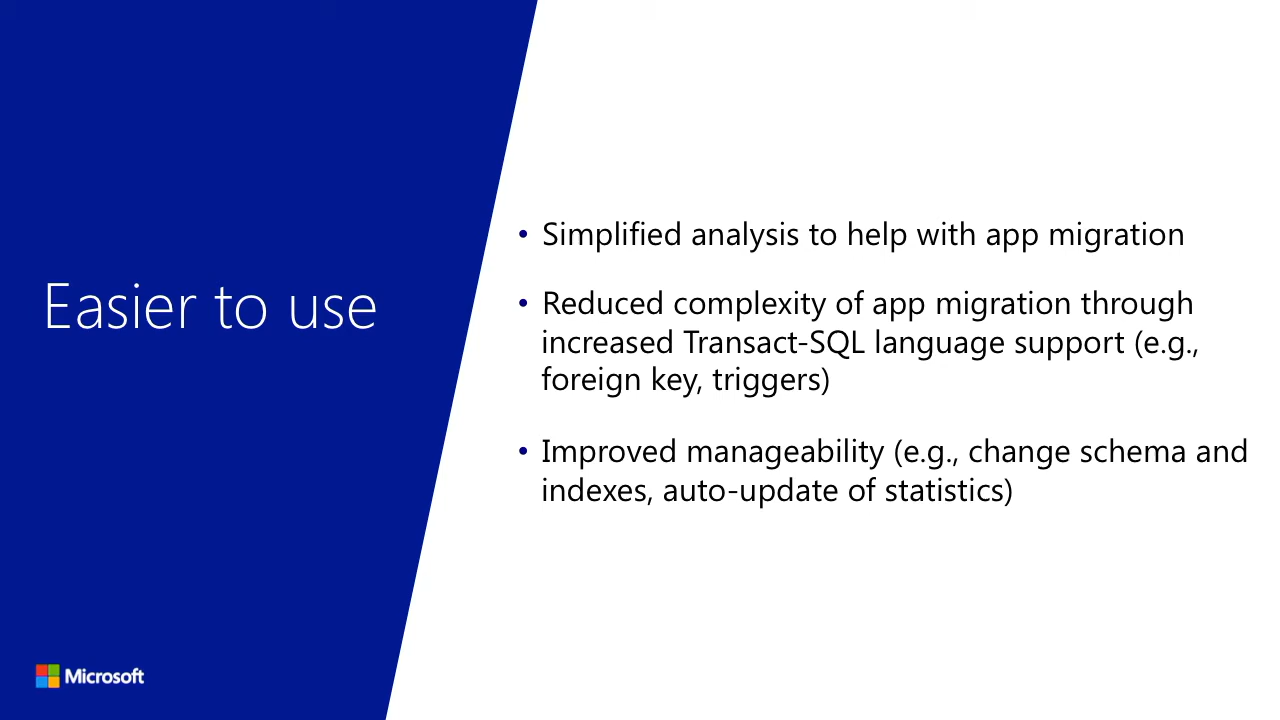 Easier to use
• Simplified analysis to help with app migration
• Reduced complexity of app migration through
increased Transact-SQL language support (e.g.,
foreign key, triggers)
• Improved manageability (e.g., change schema and
indexes, auto-update of statistics)
Microsoft